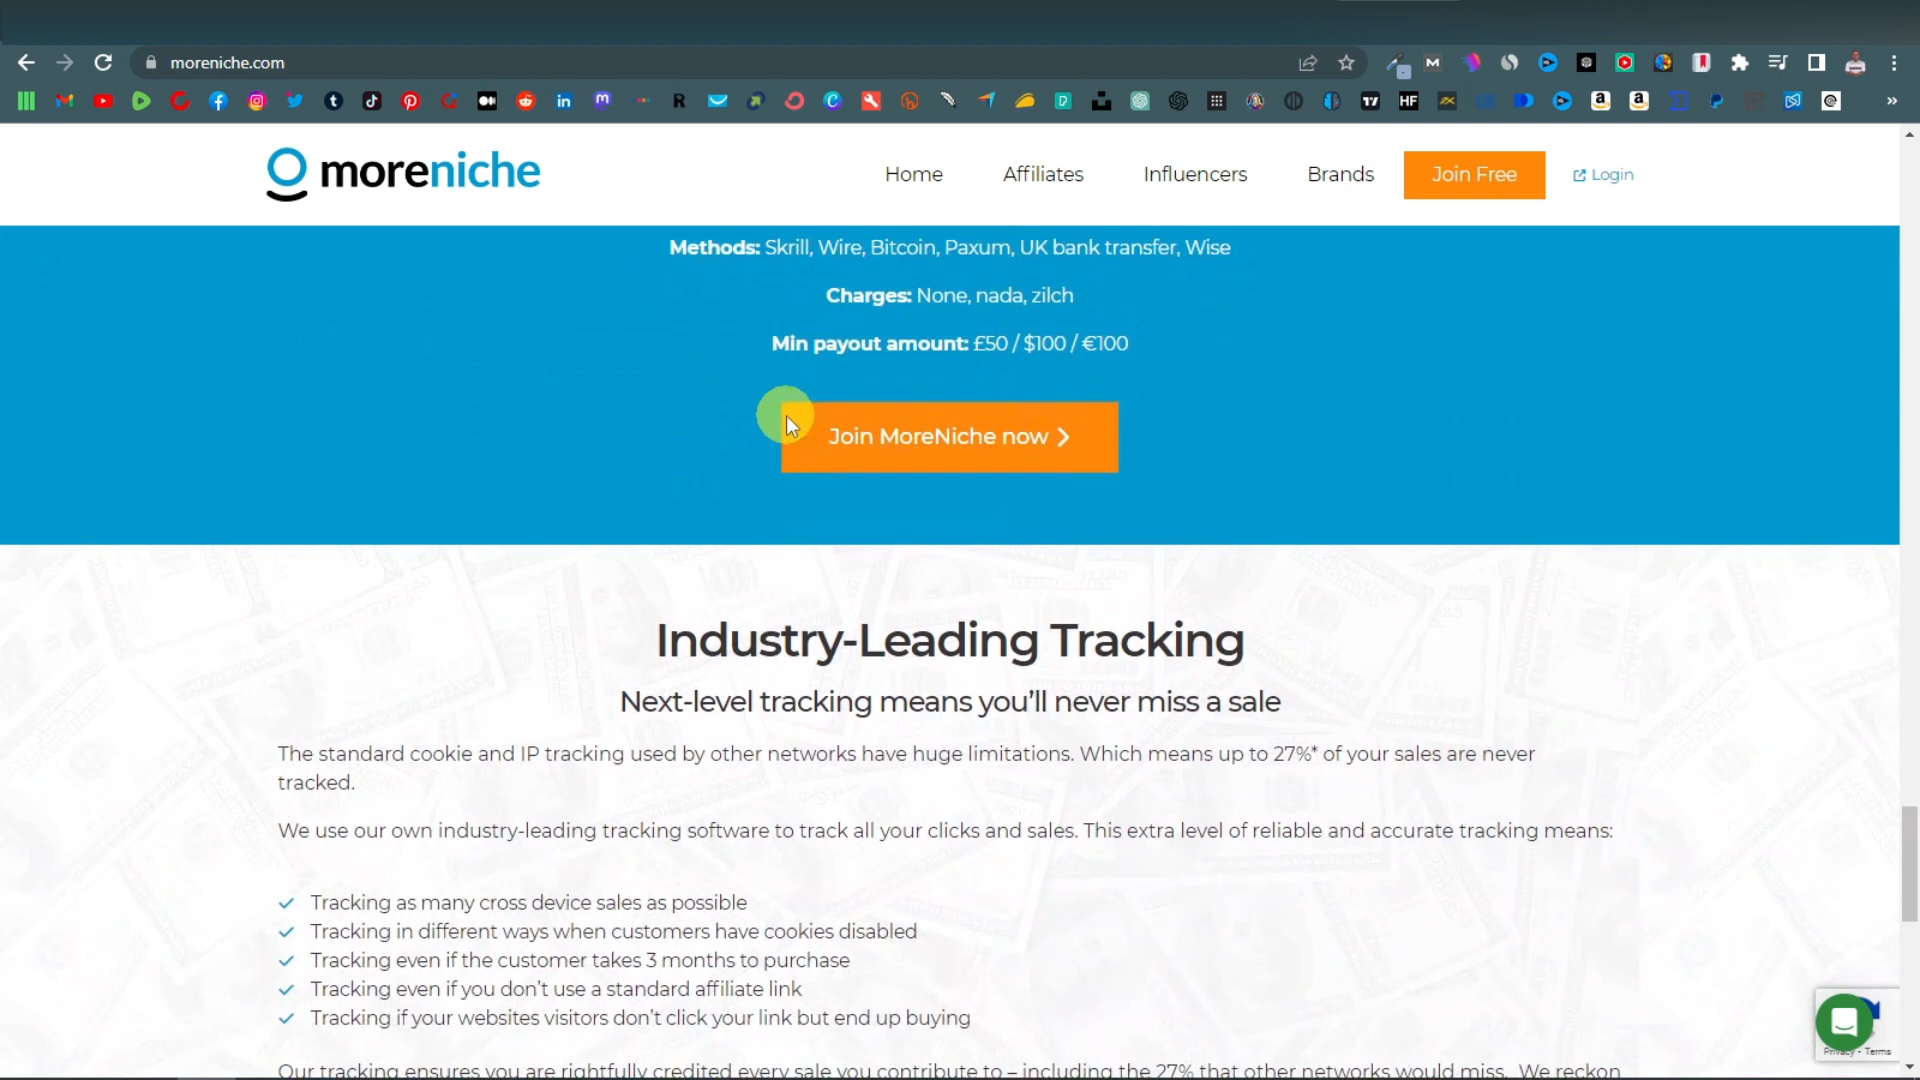 moreniche.com
moreniche
Home
Affiliates
Influencers
Brands
Join Free
Login
Methods: Skrill, Wire, Bitcoin, Paxum, UK bank transfer, Wise
Charges: None, nada, zilch
Min payout amount: £50 / $100 / €100
Join MoreNiche now
Industry-Leading Tracking
Next-level tracking means you’ll never miss a sale
The standard cookie and IP tracking used by other networks have huge limitations. Which means up to 27%* of your sales are never
tracked.
We use our own industry-leading tracking software to track all your clicks and sales. This extra level of reliable and accurate tracking means:
Tracking as many cross device sales as possible
Tracking in different ways when customers have cookies disabled
Tracking even if the customer takes 3 months to purchase
Tracking even if you don’t use a standard affiliate link
Tracking if your websites visitors don’t click your link but end up buying
Our tracking ensures you are rightfully credited every sale you contribute to – including the 27% that other networks would miss. We reckon
Privacy - Terms